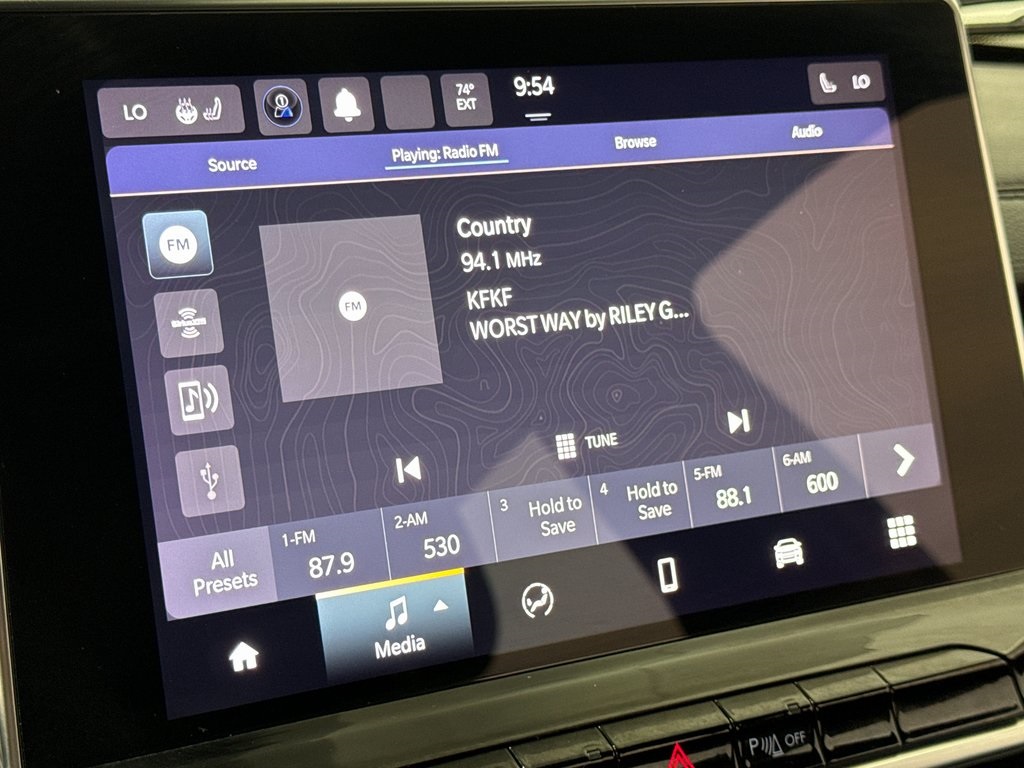 LO
74°
EXT
9:54
LO
Source
Playing: Radio FM
Browse
Audio
FM
Country
94.1 MHz
FM
KFKF
WORST WAY by RILEY G...
SiriusXM
TUNE
All
Presets
1-FM
87.9
2-AM
530
3
Hold to
Save
4
Hold to
Save
5-FM
88.1
6-AM
600
Media
P OFF